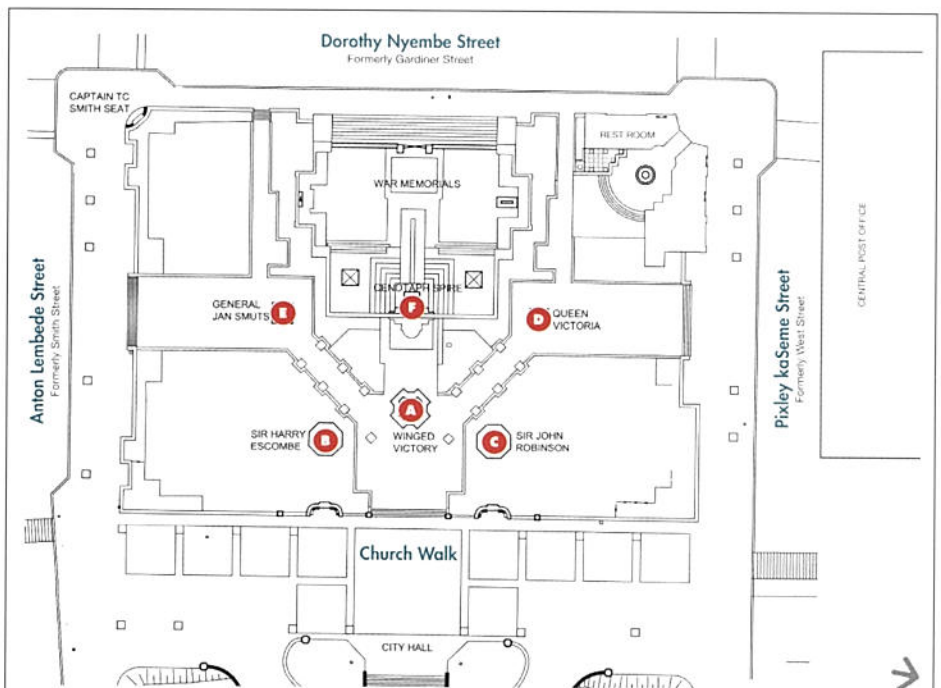 Dorothy Nyembe Street
Formerly Gardiner Street
CAPTAIN TC
SMITH SEAT
REST ROOM
WAR MEMORIALS
CENTRAL POST OFFICE
Anton Lembede Street
Formerly Smith Street
GENERAL
JAN SMUTS
E
CENOTAPH SPIRE
F
D
QUEEN
VICTORIA
Pixley kaSeme Street
Formerly West Street
A
SIR HARRY
ESCOMBE
B
WINGED
VICTORY
C
SIR JOHN
ROBINSON
Church Walk
CITY HALL